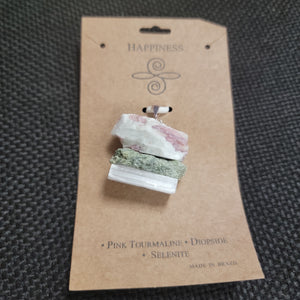 Happiness
• Pink Tourmaline • Diopside
• Selenite
Made in Brazil